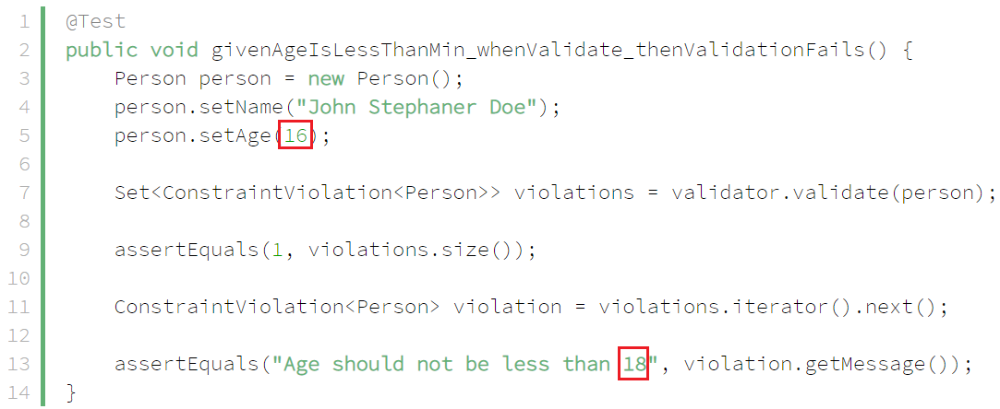 1 @Test
2 public void givenAgeIsLessThanMin_whenValidate_thenValidationFails() {
3 Person person = new Person();
4 person.setName("John Stephaner Doe");
5 person.setAge(16);
6
7 Set<ConstraintViolation<Person>> violations = validator.validate(person);
8
9 assertEquals(1, violations.size());
10
11 ConstraintViolation<Person> violation = violations.iterator().next();
12
13 assertEquals("Age should not be less than 18", violation.getMessage());
14 }